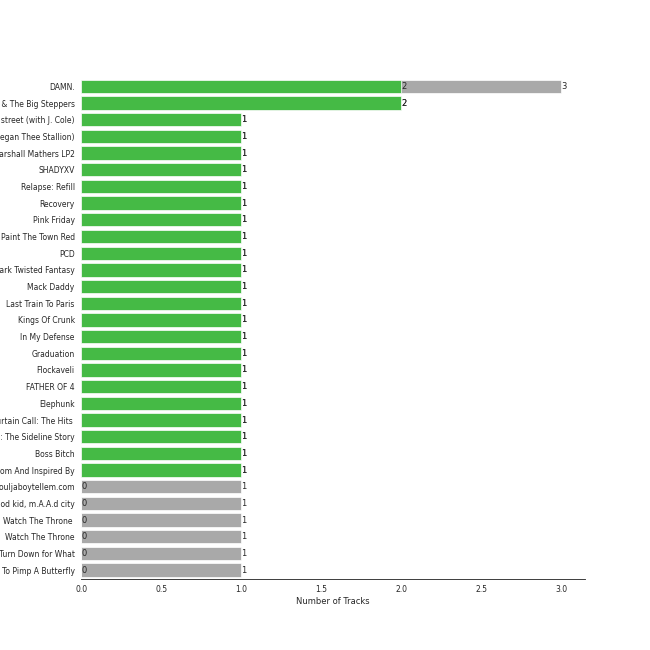 DAMN. 2 3
& The Big Steppers 2
street (with J. Cole) 1
egan Thee Stallion) 1
arshall Mathers LP2 1
SHADYXV 1
Relapse: Refill 1
Recovery 1
Pink Friday 1
Paint The Town Red 1
PCD 1
ark Twisted Fantasy 1
Mack Daddy 1
Last Train To Paris 1
Kings Of Crunk 1
In My Defense 1
Graduation 1
Flockaveli 1
FATHER OF 4 1
Elephunk 1
rtain Call: The Hits 1
: The Sideline Story 1
Boss Bitch 1
om And Inspired By 1
ouljaboytellem.com 0 1
od kid, m.A.A.d city 0 1
Watch The Throne 0 1
Watch The Throne 0 1
Turn Down for What 0 1
To Pimp A Butterfly 0 1
0.0 0.5 1.0 1.5 2.0 2.5 3.0
Number of Tracks